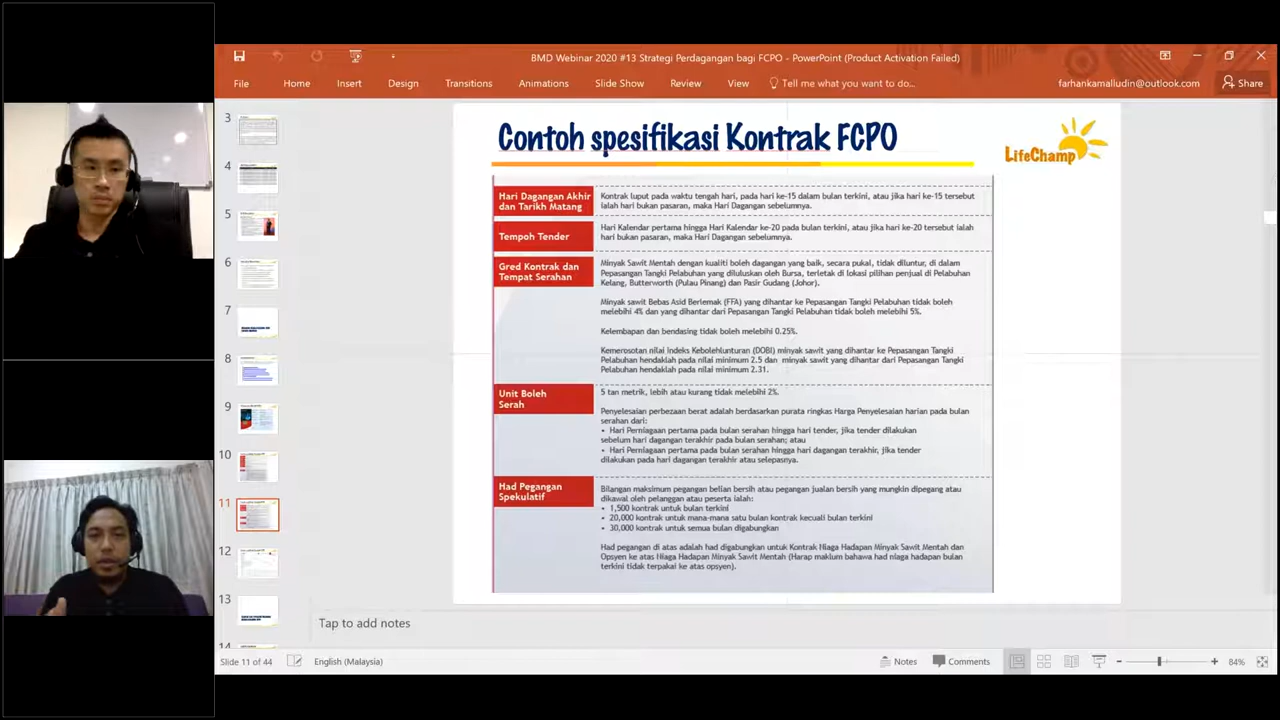 BMD Webinar 2020 #13 Strategi Perdagangan bagi FCPO - PowerPoint (Product Activation Failed)
File Home Insert Design Transitions Animations Slide Show Review View Tell me what you want to do... farhankamalludin@outlook.com Share
3
4
5
6
7
8
9
10
11
12
13
14
Contoh spesifikasi Kontrak FCPO
LifeChamp
Hari Dagangan Akhir
dan Tarikh Matang
Kontrak luput pada waktu tengah hari, pada hari ke-15 dalam bulan terkini, atau jika hari ke-15 tersebut
ialah hari bukan pasaran, maka Hari Dagangan sebelumnya.
Tempoh Tender
Hari Kalendar pertama hingga Hari Kalendar ke-20 pada bulan terkini, atau jika hari ke-20 tersebut ialah
hari bukan pasaran, maka Hari Dagangan sebelumnya.
Gred Kontrak dan
Tempat Serahan
Minyak Sawit Mentah dengan kualiti boleh dagangan yang baik, secara pukal, tidak diluntur, di dalam
Pepasangan Tangki Pelabuhan yang diluluskan oleh Bursa, terletak di lokasi pilihan penjual di Pelabuhan
Kelang, Butterworth (Pulau Pinang) dan Pasir Gudang (Johor).
Minyak sawit Bebas Asid Berlemak (FFA) yang dihantar ke Pepasangan Tangki Pelabuhan tidak boleh
melebihi 4% dan yang dihantar dari Pepasangan Tangki Pelabuhan tidak boleh melebihi 5%.
Kelembapan dan bendasing tidak boleh melebihi 0.25%.
Kemerosotan nilai Indeks Kebolehlunturan (DOBI) minyak sawit yang dihantar ke Pepasangan Tangki
Pelabuhan hendaklah pada nilai minimum 2.5 dan minyak sawit yang dihantar dari Pepasangan Tangki
Pelabuhan hendaklah pada nilai minimum 2.31.
Unit Boleh
Serah
5 tan metrik, lebih atau kurang tidak melebihi 2%.
Penyelesaian perbezaan berat adalah berdasarkan purata ringkas Harga Penyelesaian harian pada bulan
serahan dari:
• Hari Perniagaan pertama pada bulan serahan hingga hari tender, jika tender dilakukan
sebelum hari dagangan terakhir pada bulan serahan; atau
• Hari Perniagaan pertama pada bulan serahan hingga hari dagangan terakhir, jika tender
dilakukan pada hari dagangan terakhir atau selepasnya.
Had Pegangan
Spekulatif
Bilangan maksimum pegangan belian bersih atau pegangan jualan bersih yang mungkin dipegang atau
dikawal oleh pelanggan atau peserta ialah:
• 1,500 kontrak untuk bulan terkini
• 20,000 kontrak untuk mana-mana satu bulan kontrak kecuali bulan terkini
• 30,000 kontrak untuk semua bulan digabungkan
Had pegangan di atas adalah had digabungkan untuk Kontrak Niaga Hadapan Minyak Sawit Mentah dan
Opsyen ke atas Niaga Hadapan Minyak Sawit Mentah (Harap maklum bahawa had niaga hadapan bulan
terkini tidak terpakai ke atas opsyen).
Tap to add notes
Slide 11 of 44 English (Malaysia) Notes Comments 84%